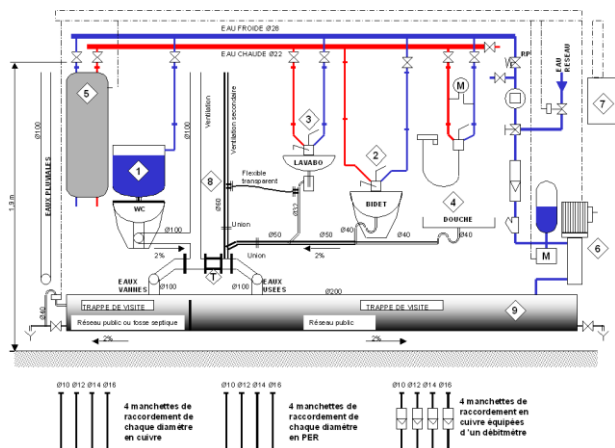 EAU FROIDE Ø28
EAU CHAUDE Ø22
RP
EAU
RESEAU
M
7
5
Ø100
Ø100
Ventilation
Ventilation secondaire
3
LAVABO
2
1
8
Flexible
transparent
Ø32
BIDET
4
DOUCHE
1,9 m
EAUX PLUVIALES
WC
Ø60
Union
Ø100
Ø50
Ø50
Ø40
Ø40
Ø40
6
2%
Union
2%
M
EAUX
VANNES
T
EAUX
USEES
Ø100
Ø100
Ø200
Ø40
TRAPPE DE VISITE
TRAPPE DE VISITE
9
Réseau public ou fosse septique
Réseau public
2%
2%
Ø10 Ø12 Ø14 Ø16
4 manchettes de
raccordement de
chaque diamètre
en cuivre
Ø10 Ø12 Ø14 Ø16
4 manchettes de
raccordement de
chaque diamètre
en PER
Ø10 Ø12 Ø14 Ø16
4 manchettes de
raccordement en
cuivre équipées
d'un débitmètre